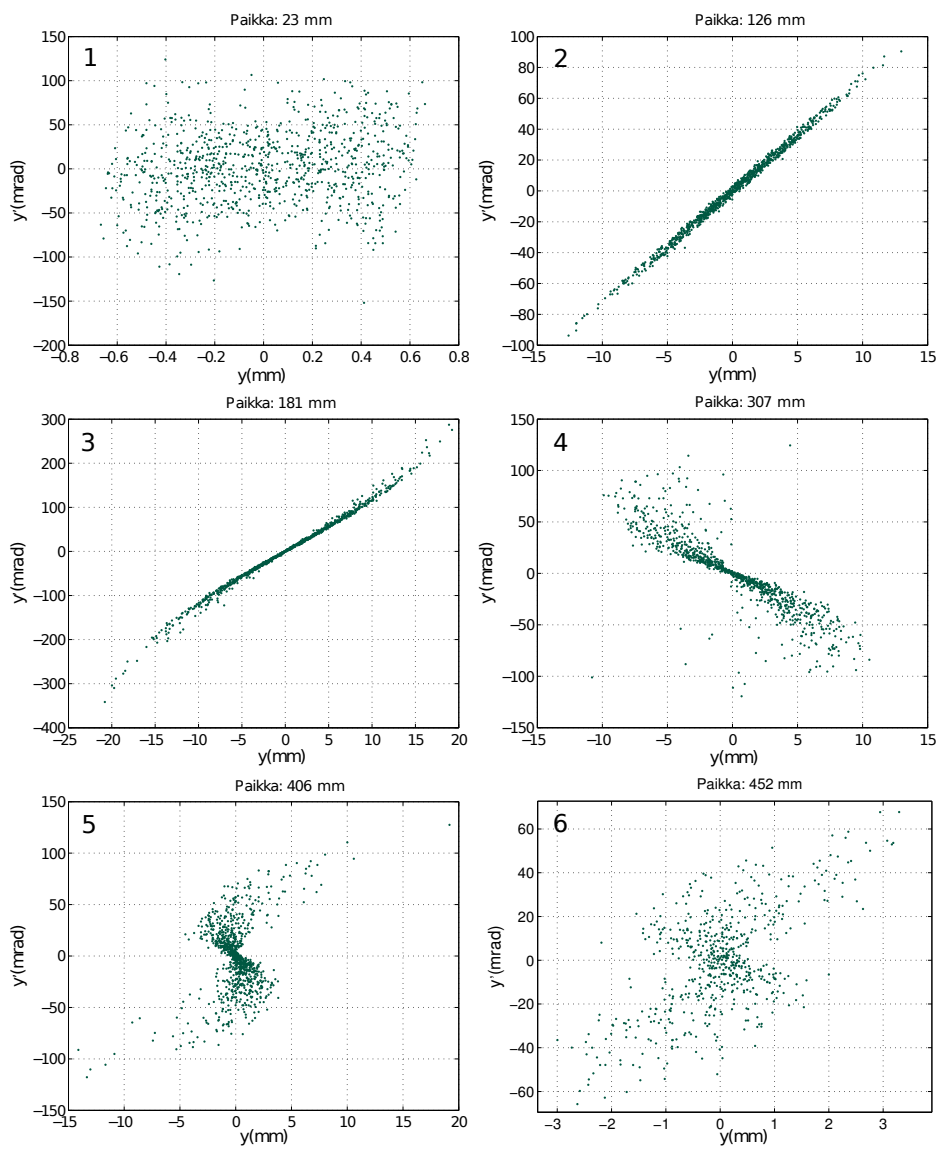 Paikka: 23 mm
1
150
100
50
0
−50
−100
−150
−200
y'(mrad)
−0.8 −0.6 −0.4 −0.2 0 0.2 0.4 0.6 0.8
y(mm)
Paikka: 126 mm
2
100
80
60
40
20
0
−20
−40
−60
−80
−100
y'(mrad)
−15 −10 −5 0 5 10 15
y(mm)
Paikka: 181 mm
3
300
200
100
0
−100
−200
−300
−400
y'(mrad)
−25 −20 −15 −10 −5 0 5 10 15 20
y(mm)
Paikka: 307 mm
4
150
100
50
0
−50
−100
−150
y'(mrad)
−15 −10 −5 0 5 10 15
y(mm)
Paikka: 406 mm
5
150
100
50
0
−50
−100
−150
y'(mrad)
−15 −10 −5 0 5 10 15 20
y(mm)
Paikka: 452 mm
6
60
40
20
0
−20
−40
−60
y'(mrad)
−3 −2 −1 0 1 2 3
y(mm)